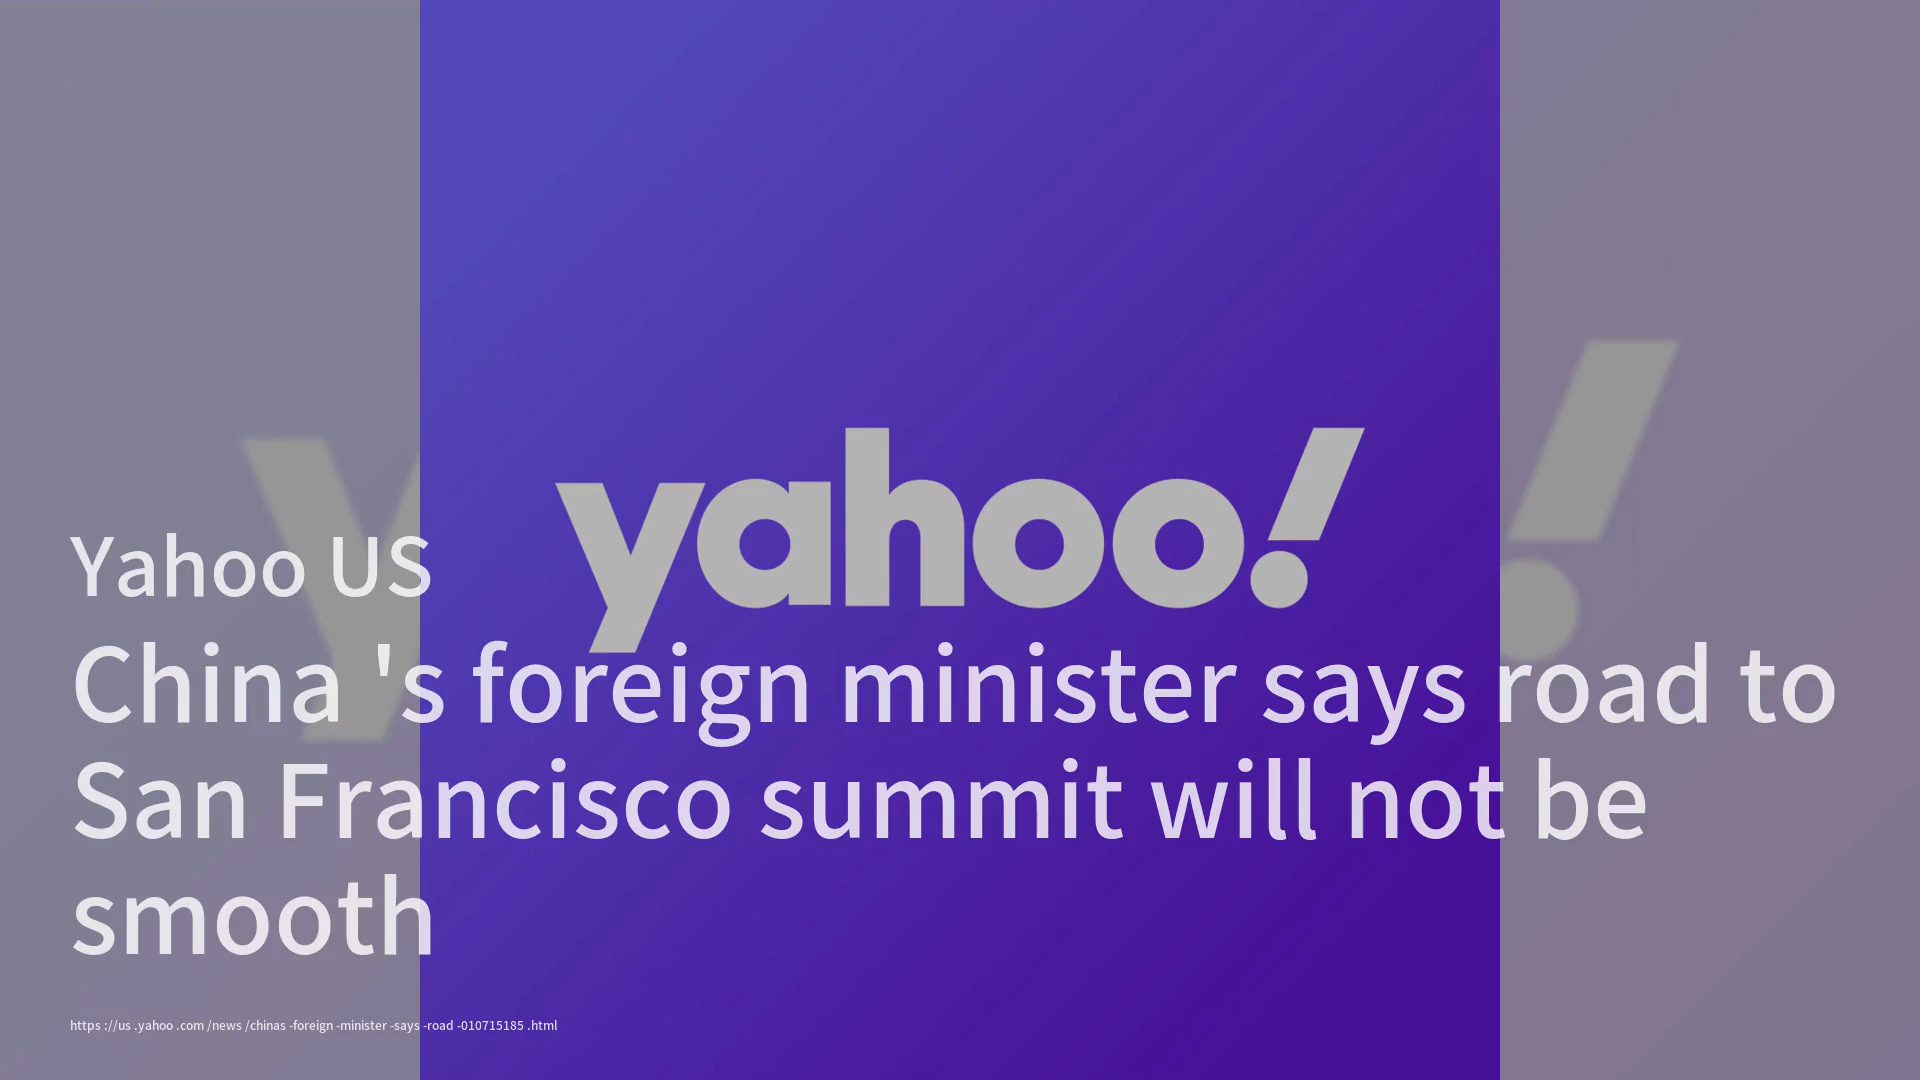 yahoo!
Yahoo US
China 's foreign minister says road to
San Francisco summit will not be
smooth
https ://us .yahoo .com /news /chinas -foreign -minister -says -road -010715185 .html